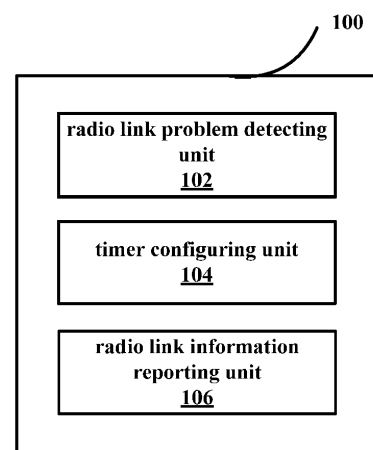 100
radio link problem detecting
unit
102
timer configuring unit
104
radio link information
reporting unit
106